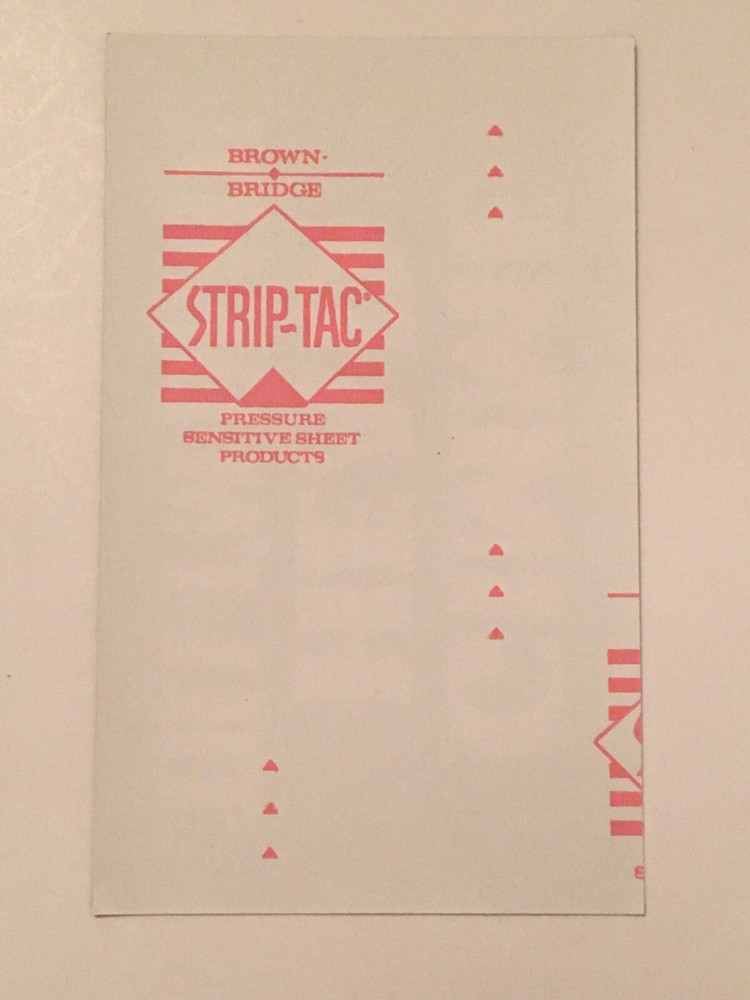 BROWN-
BRIDGE
STRIP-TAC®
PRESSURE
SENSITIVE SHEET
PRODUCTS
S
S